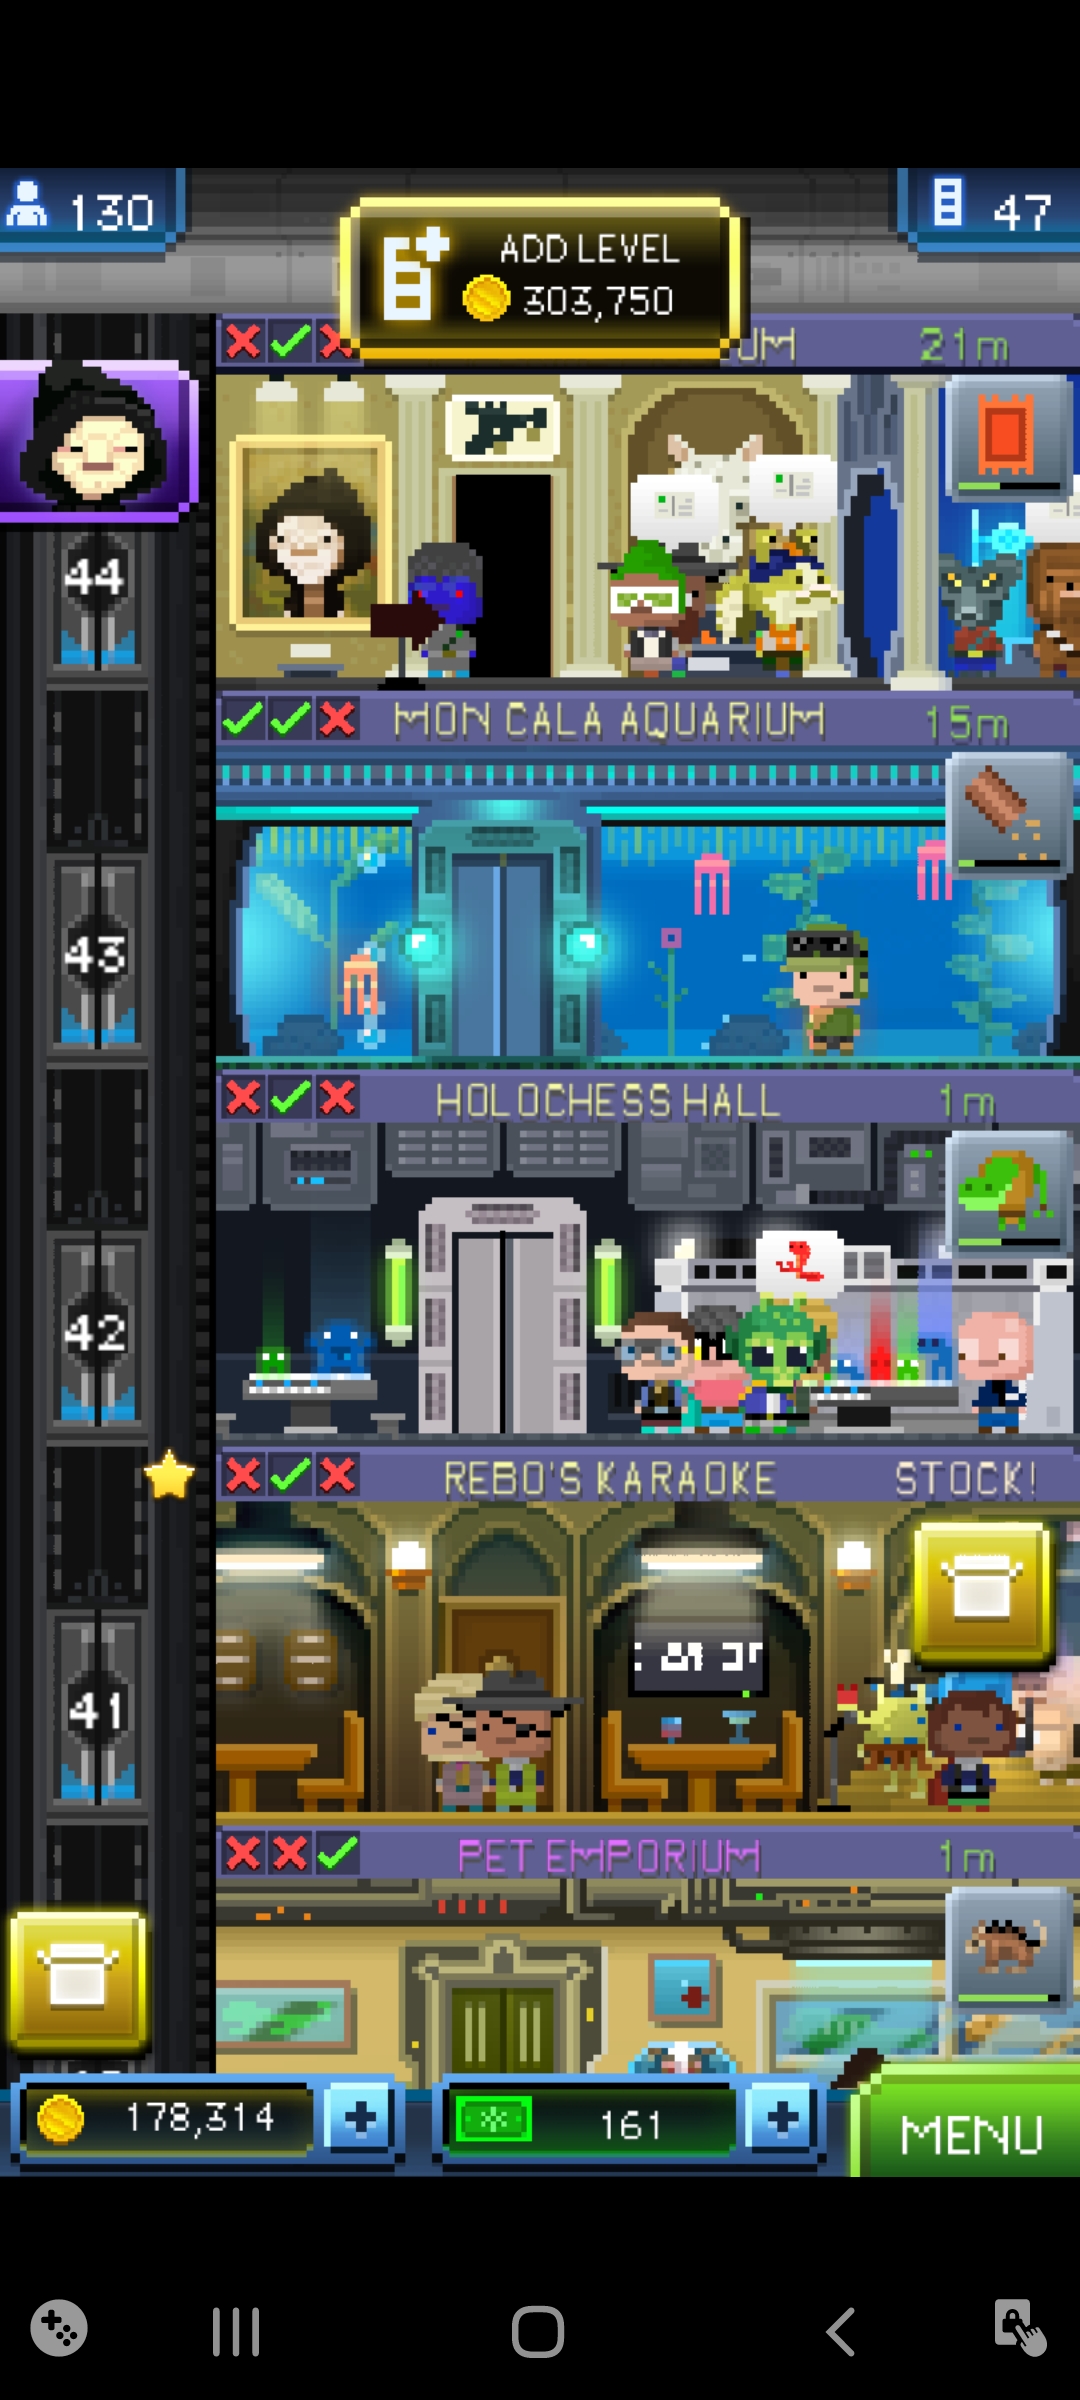 130
47
ADD LEVEL
303,750
UM 21m
44
MON CALA AQUARIUM 15m
43
HOLOCHESS HALL 1m
42
REBO'S KARAOKE STOCK!
41
PET EMPORIUM 1m
178,314
161
MENU